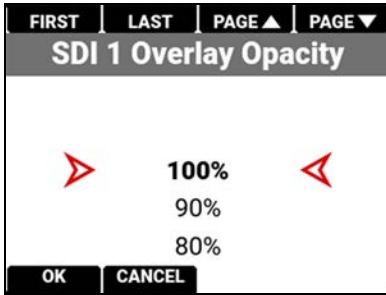 FIRST LAST PAGE▲ PAGE▼
SDI 1 Overlay Opacity
100%
90%
80%
OK CANCEL